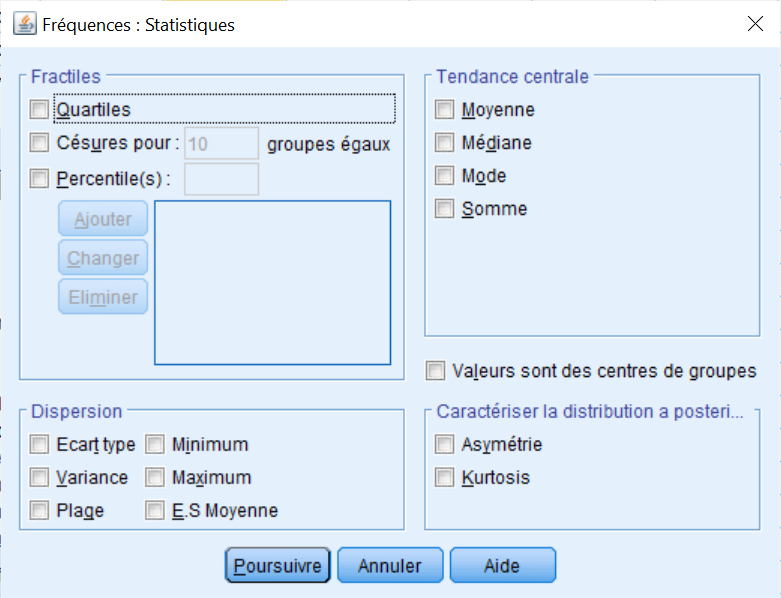 Fréquences : Statistiques
Fractiles
Quartiles
Césures pour : 10 groupes égaux
Percentile(s) :
Ajouter
Changer
Eliminer
Tendance centrale
Moyenne
Médiane
Mode
Somme
Valeurs sont des centres de groupes
Dispersion
Ecart type Minimum
Variance Maximum
Plage E.S Moyenne
Caractériser la distribution a posteri...
Asymétrie
Kurtosis
Poursuivre Annuler Aide